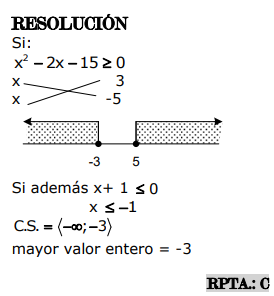 RESOLUCIÓN
Si:
x² – 2x – 15 ≥ 0
x 3
x -5
-3 5
Si además x+ 1 ≤ 0
x ≤ –1
C.S. = ⟨–∞; –3⟩
mayor valor entero = -3
RPTA.: C